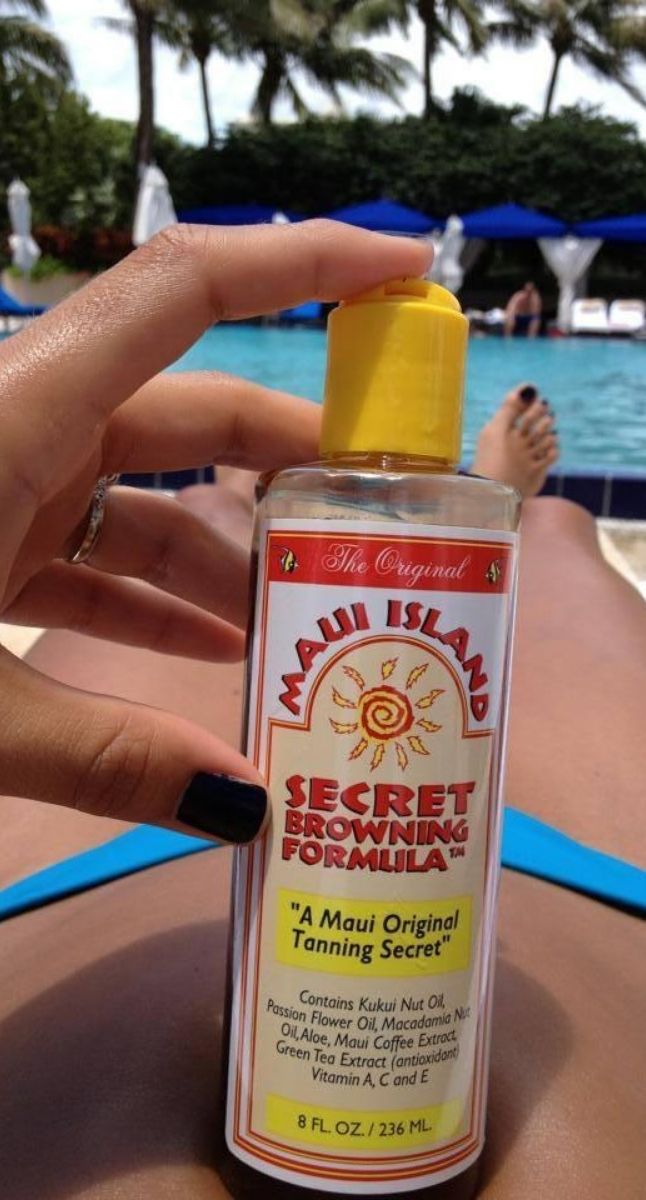 The Original
MAUI ISLAND
SECRET
BROWNING
FORMULA™
"A Maui Original
Tanning Secret"
Contains Kukui Nut Oil,
Passion Flower Oil, Macadamia Nut
Oil, Aloe, Maui Coffee Extract,
Green Tea Extract (antioxidant)
Vitamin A, C and E
8 FL. OZ. / 236 ML.